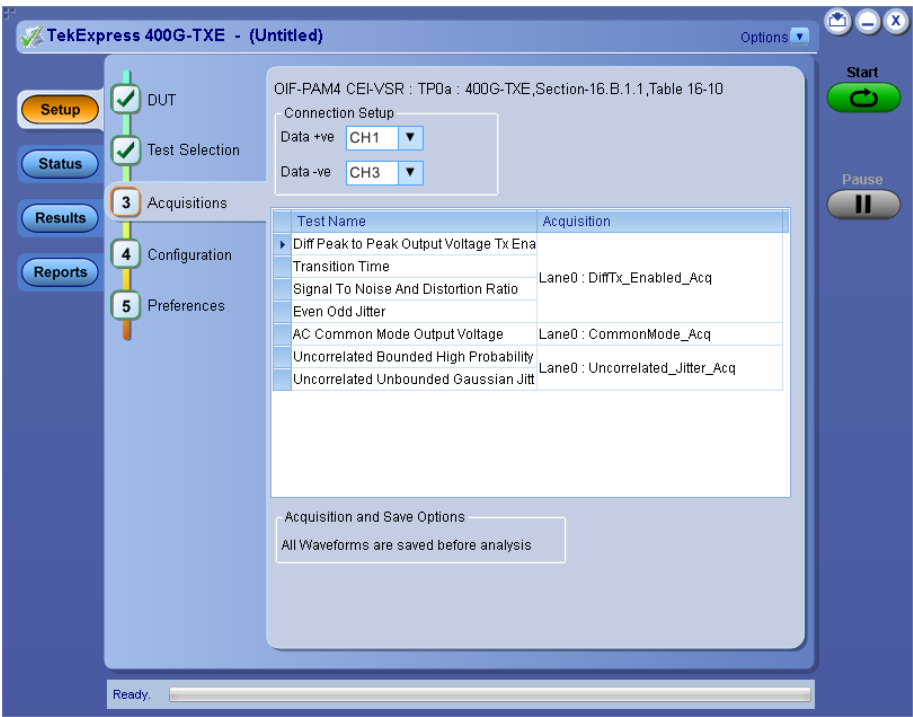 TekExpress 400G-TXE - (Untitled)
Options
X
Start
Pause
Setup
Status
Results
Reports
DUT
Test Selection
3 Acquisitions
4 Configuration
5 Preferences
OIF-PAM4 CEI-VSR : TP0a : 400G-TXE,Section-16.B.1.1,Table 16-10
Connection Setup
Data +ve CH1
Data -ve CH3
Test Name Acquisition
Diff Peak to Peak Output Voltage Tx Ena
Transition Time
Lane0 : DiffTx_Enabled_Acq
Signal To Noise And Distortion Ratio
Even Odd Jitter
AC Common Mode Output Voltage Lane0 : CommonMode_Acq
Uncorrelated Bounded High Probability
Lane0 : Uncorrelated_Jitter_Acq
Uncorrelated Unbounded Gaussian Jitt
Acquisition and Save Options
All Waveforms are saved before analysis
Ready.